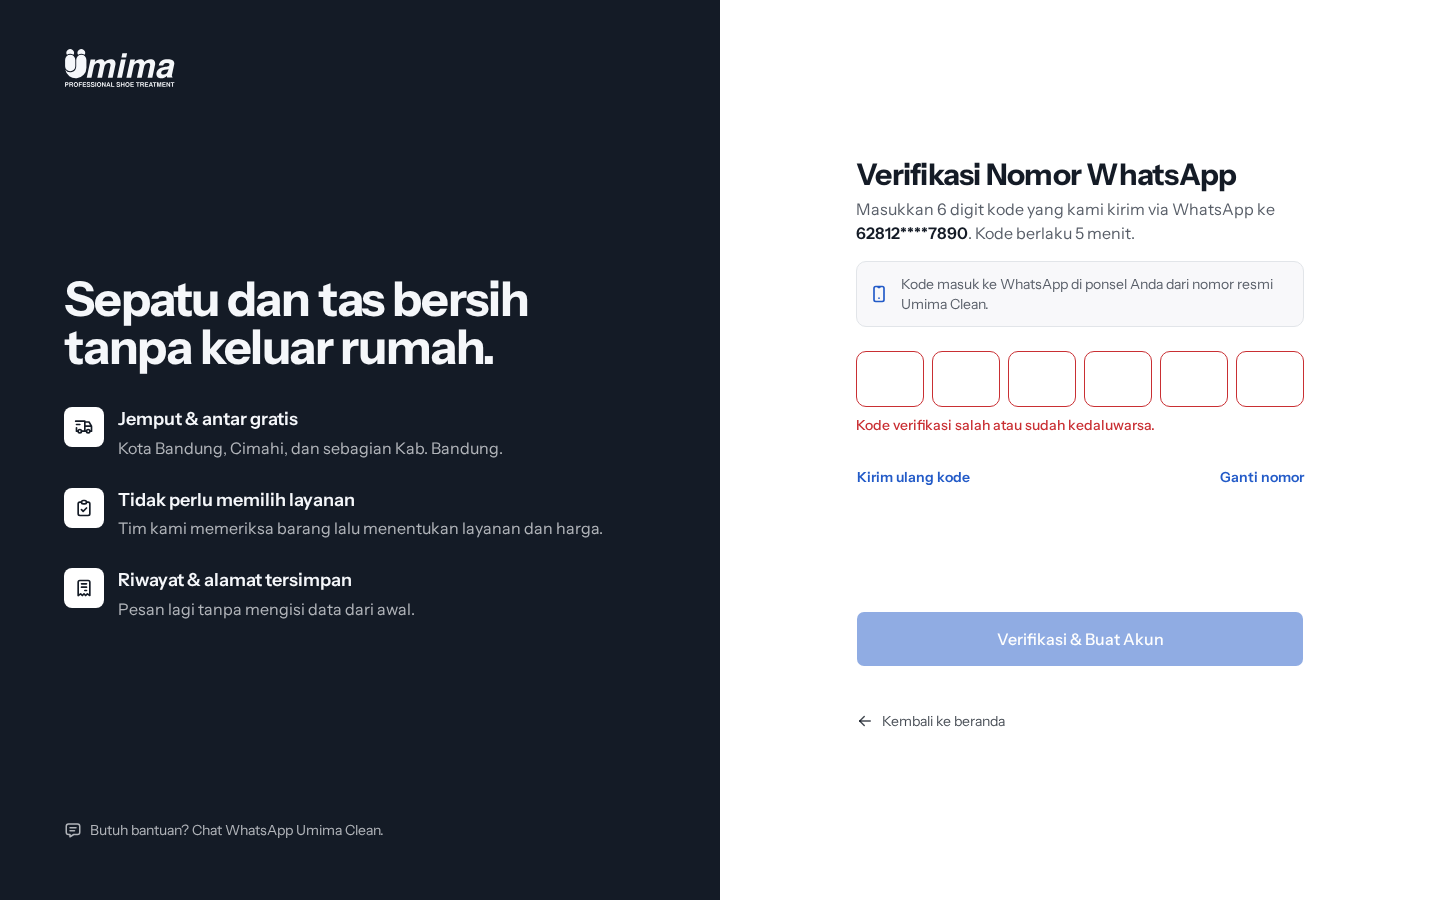 Ümima
PROFESSIONAL SHOE TREATMENT
Sepatu dan tas bersih
tanpa keluar rumah.
Jemput & antar gratis
Kota Bandung, Cimahi, dan sebagian Kab. Bandung.
Tidak perlu memilih layanan
Tim kami memeriksa barang lalu menentukan layanan dan harga.
Riwayat & alamat tersimpan
Pesan lagi tanpa mengisi data dari awal.
Butuh bantuan? Chat WhatsApp Umima Clean.
Verifikasi Nomor WhatsApp
Masukkan 6 digit kode yang kami kirim via WhatsApp ke
62812****7890. Kode berlaku 5 menit.
Kode masuk ke WhatsApp di ponsel Anda dari nomor resmi
Umima Clean.
Kode verifikasi salah atau sudah kedaluwarsa.
Kirim ulang kode
Ganti nomor
Verifikasi & Buat Akun
Kembali ke beranda